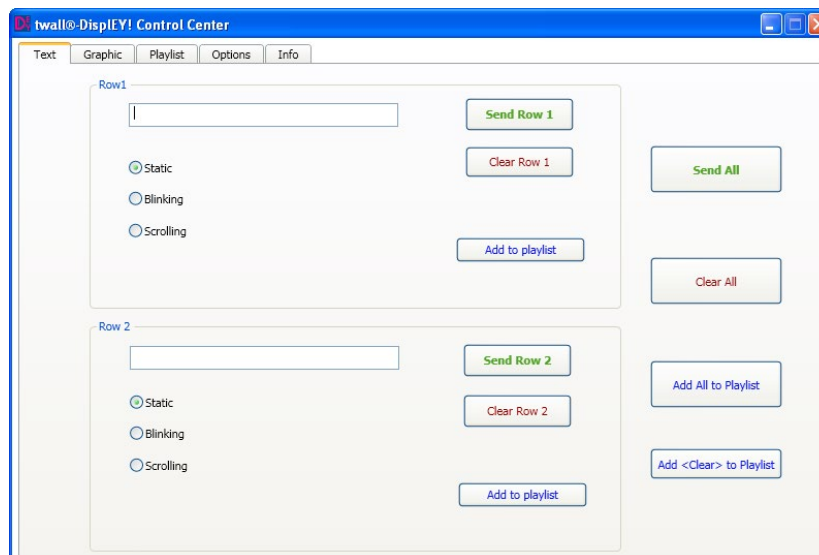 twall®-DisplEY! Control Center
Text Graphic Playlist Options Info
Row1
Send Row 1
Clear Row 1
Static
Blinking
Scrolling
Add to playlist
Row 2
Send Row 2
Clear Row 2
Static
Blinking
Scrolling
Add to playlist
Send All
Clear All
Add All to Playlist
Add <Clear> to Playlist